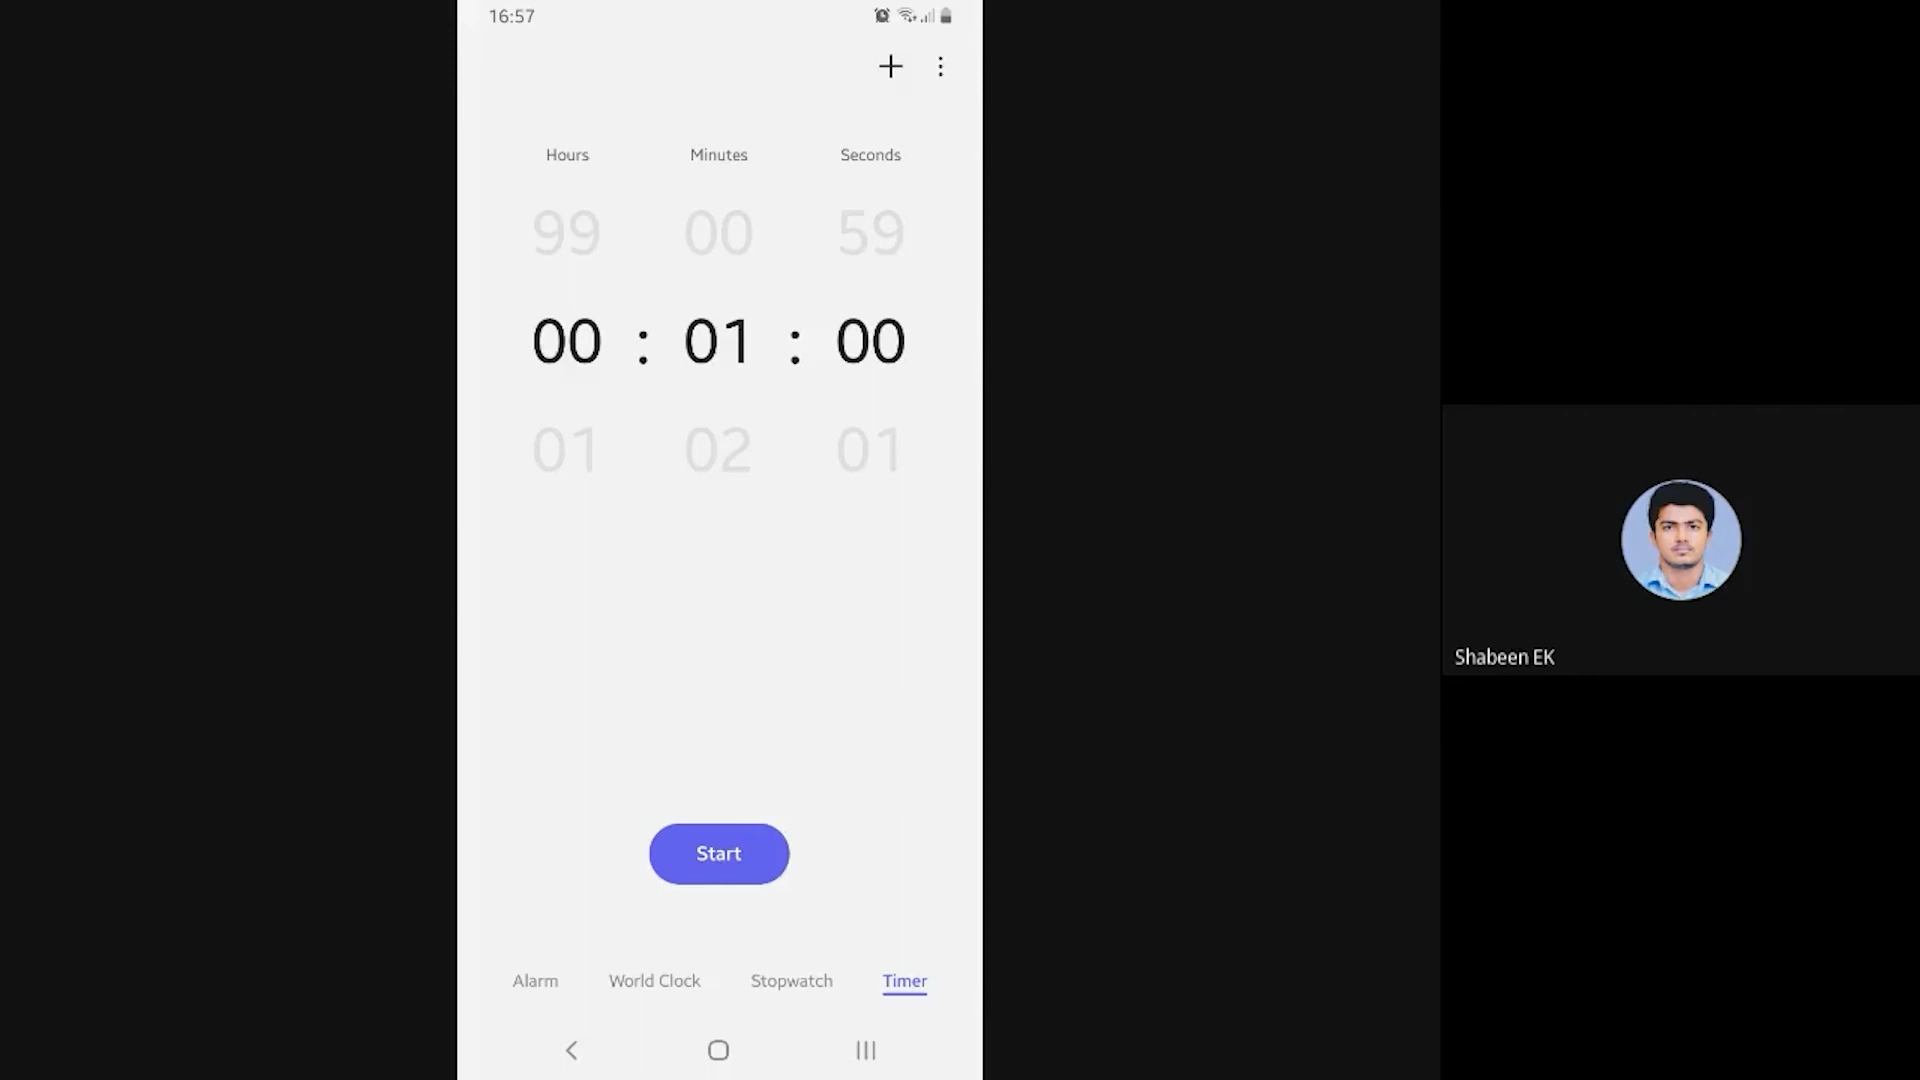 16:57
Hours Minutes Seconds
99 00 59
00 : 01 : 00
01 02 01
Start
Alarm World Clock Stopwatch Timer
Shabeen EK